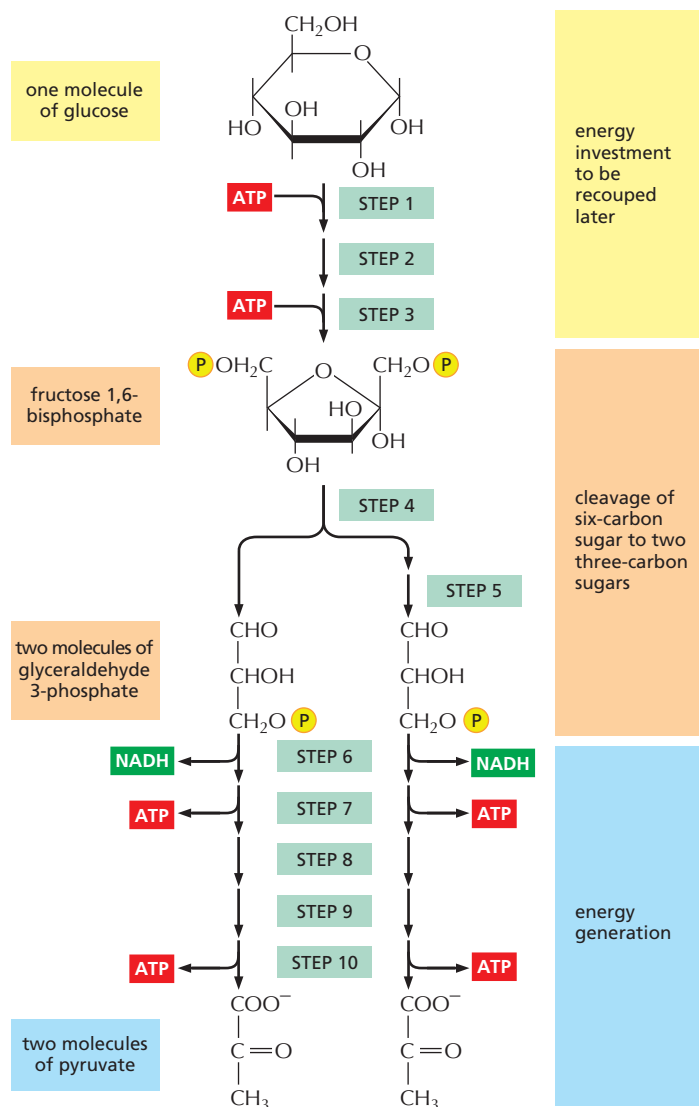 CH₂OH
O
one molecule
of glucose
OH
HO
OH
OH
energy
investment
to be
recouped
later
ATP
STEP 1
STEP 2
ATP
STEP 3
P OH₂C
O
CH₂O P
fructose 1,6-
bisphosphate
HO
OH
OH
STEP 4
cleavage of
six-carbon
sugar to two
three-carbon
sugars
STEP 5
two molecules of
glyceraldehyde
3-phosphate
CHO
CHO
CHOH
CHOH
CH₂O P
CH₂O P
NADH
STEP 6
NADH
ATP
STEP 7
ATP
STEP 8
STEP 9
energy
generation
ATP
STEP 10
ATP
COO⁻
COO⁻
two molecules
of pyruvate
C=O
C=O
CH₃
CH₃